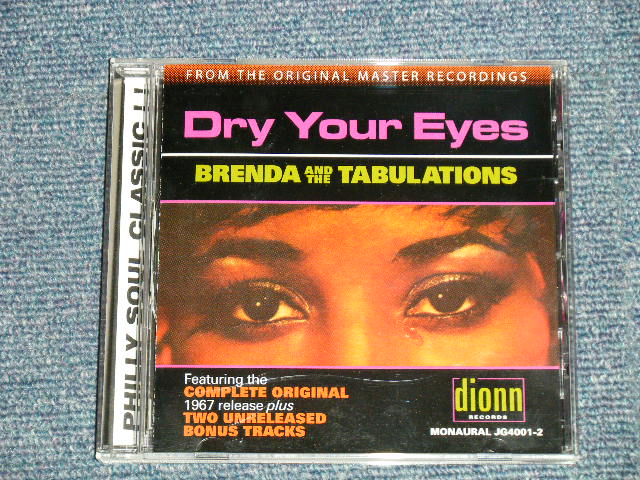 FROM THE ORIGINAL MASTER RECORDINGS
Dry Your Eyes
BRENDA AND THE TABULATIONS
Featuring the
COMPLETE ORIGINAL
1967 release plus
TWO UNRELEASED
BONUS TRACKS
dionn
RECORDS
MONAURAL JG4001-2
PHILLY SOUL CLASSIC !!